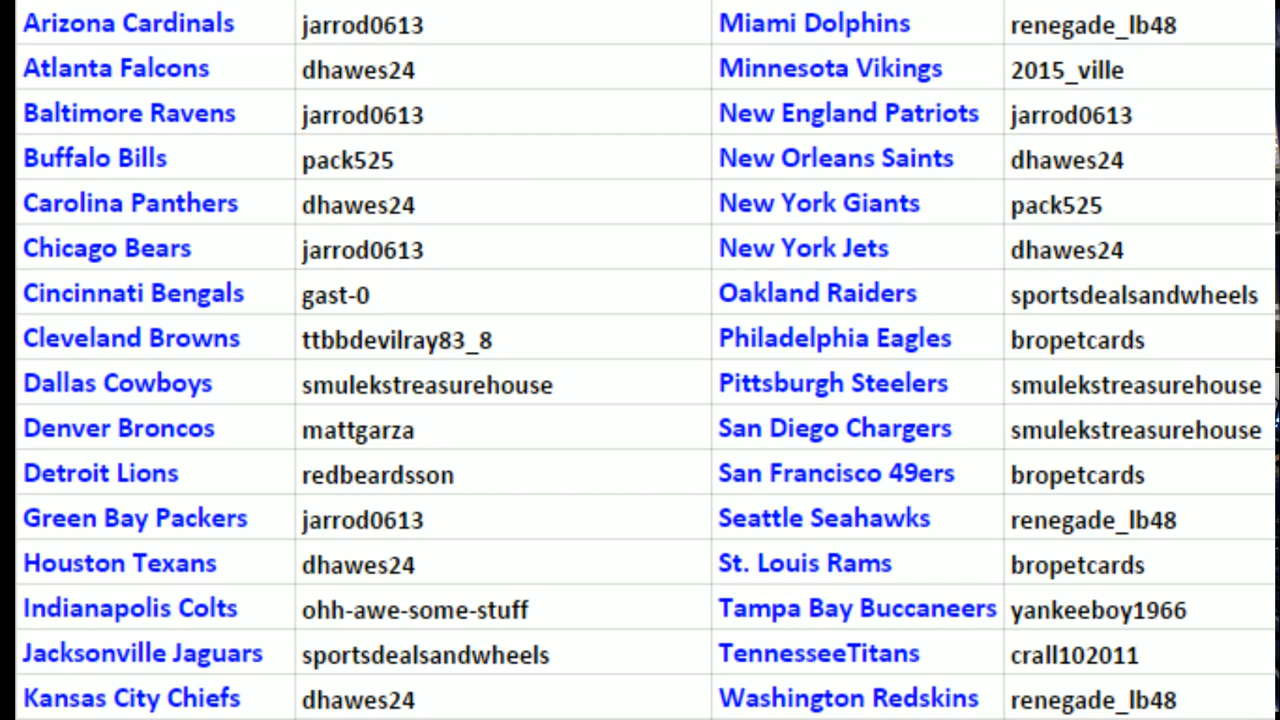 Arizona Cardinals jarrod0613 Miami Dolphins renegade_lb48
Atlanta Falcons dhawes24 Minnesota Vikings 2015_ville
Baltimore Ravens jarrod0613 New England Patriots jarrod0613
Buffalo Bills pack525 New Orleans Saints dhawes24
Carolina Panthers dhawes24 New York Giants pack525
Chicago Bears jarrod0613 New York Jets dhawes24
Cincinnati Bengals gast-0 Oakland Raiders sportsdealsandwheels
Cleveland Browns ttbbdevilray83_8 Philadelphia Eagles bropetcards
Dallas Cowboys smulekstreasurehouse Pittsburgh Steelers smulekstreasurehouse
Denver Broncos mattgarza San Diego Chargers smulekstreasurehouse
Detroit Lions redbeardsson San Francisco 49ers bropetcards
Green Bay Packers jarrod0613 Seattle Seahawks renegade_lb48
Houston Texans dhawes24 St. Louis Rams bropetcards
Indianapolis Colts ohh-awe-some-stuff Tampa Bay Buccaneers yankeeboy1966
Jacksonville Jaguars sportsdealsandwheels TennesseeTitans crall102011
Kansas City Chiefs dhawes24 Washington Redskins renegade_lb48